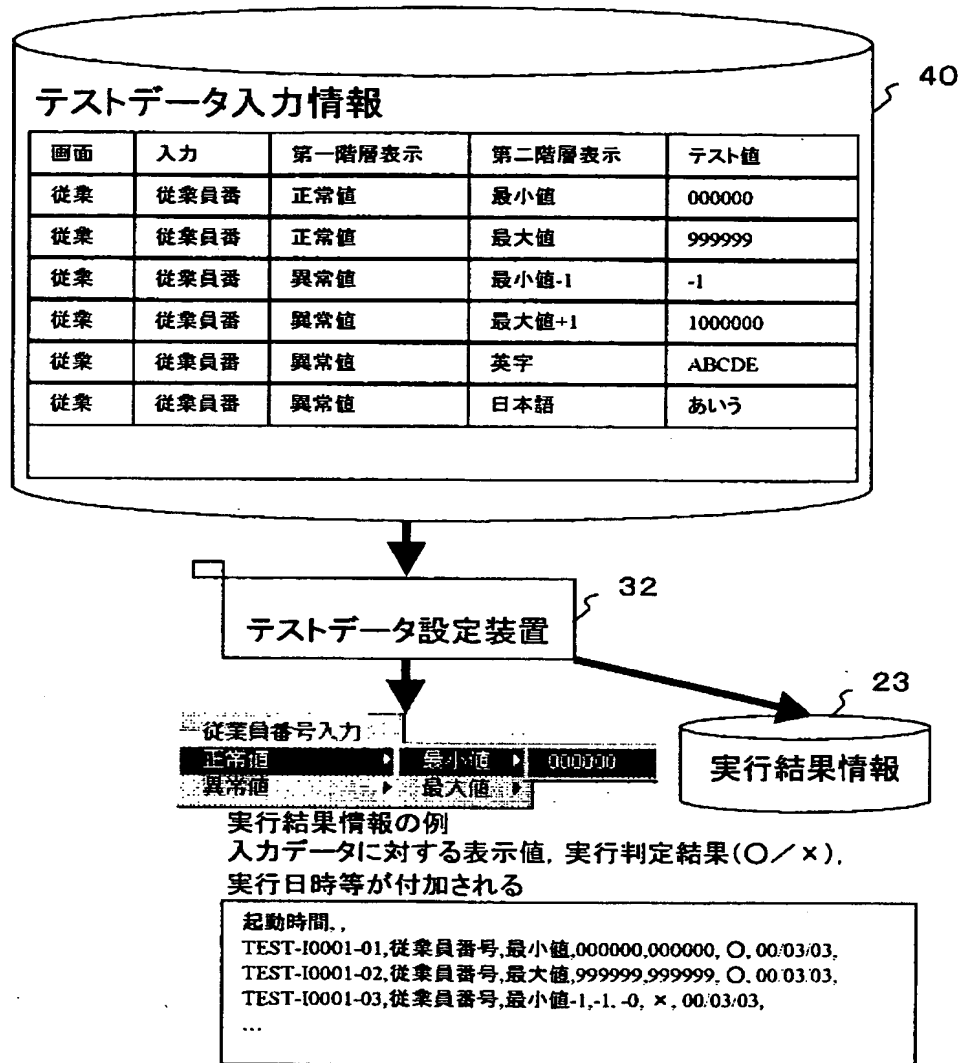 40
テストデータ入力情報
画面 入力 第一階層表示 第二階層表示 テスト値
従業 従業員番 正常値 最小値 000000
従業 従業員番 正常値 最大値 999999
従業 従業員番 異常値 最小値-1 -1
従業 従業員番 異常値 最大値+1 1000000
従業 従業員番 異常値 英字 ABCDE
従業 従業員番 異常値 日本語 あいう
32
テストデータ設定装置
23
従業員番号入力
正常値 最小値 000000
異常値 最大値
実行結果情報
実行結果情報の例
入力データに対する表示値, 実行判定結果(○/×),
実行日時等が付加される
起動時間, ,
TEST-I0001-01,従業員番号,最小値,000000,000000, ○, 00/03/03,
TEST-I0001-02,従業員番号,最大値,999999,999999, ○, 00/03/03,
TEST-I0001-03,従業員番号,最小値-1,-1, -0, ×, 00/03/03,
…